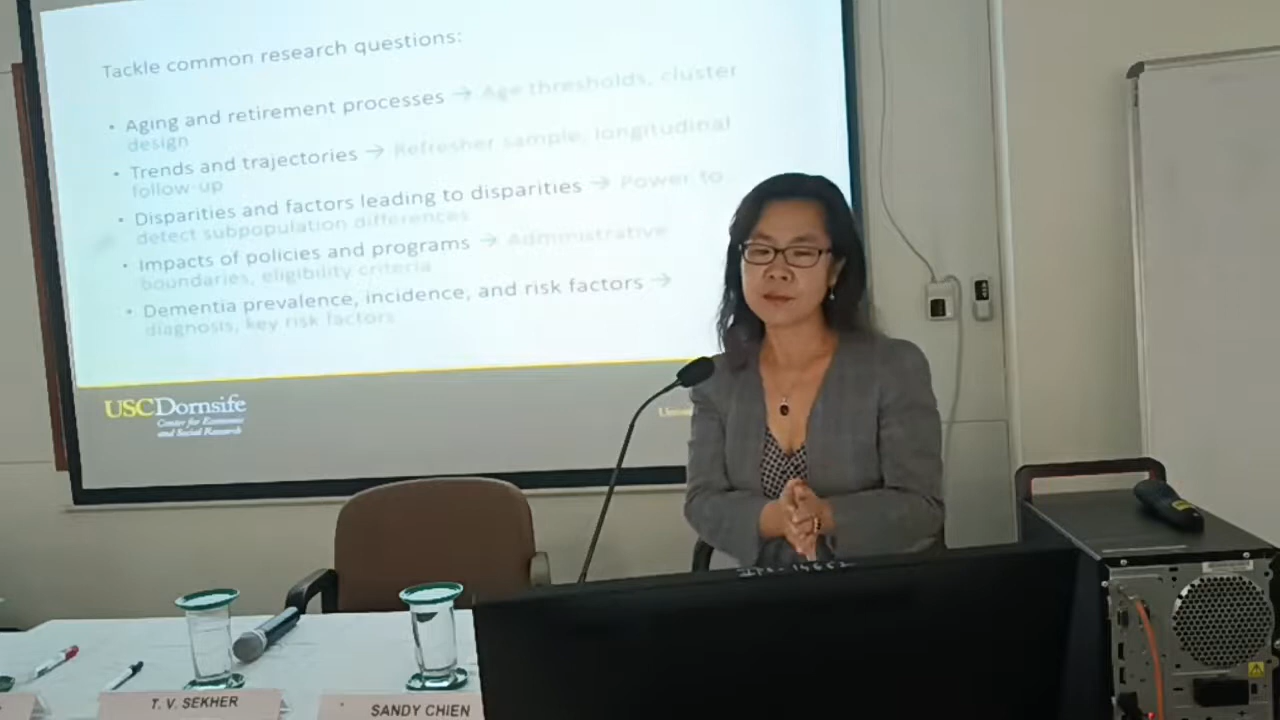 Tackle common research questions:
• Aging and retirement processes → Age thresholds, cluster
design
• Trends and trajectories → Refresher sample, longitudinal
follow-up
• Disparities and factors leading to disparities → Power to
detect subpopulation differences
• Impacts of policies and programs → Administrative
boundaries, eligibility criteria
• Dementia prevalence, incidence, and risk factors →
diagnosis, key risk factors
USCDornsife
Center for Economic
and Social Research
T. V. SEKHER
SANDY CHIEN